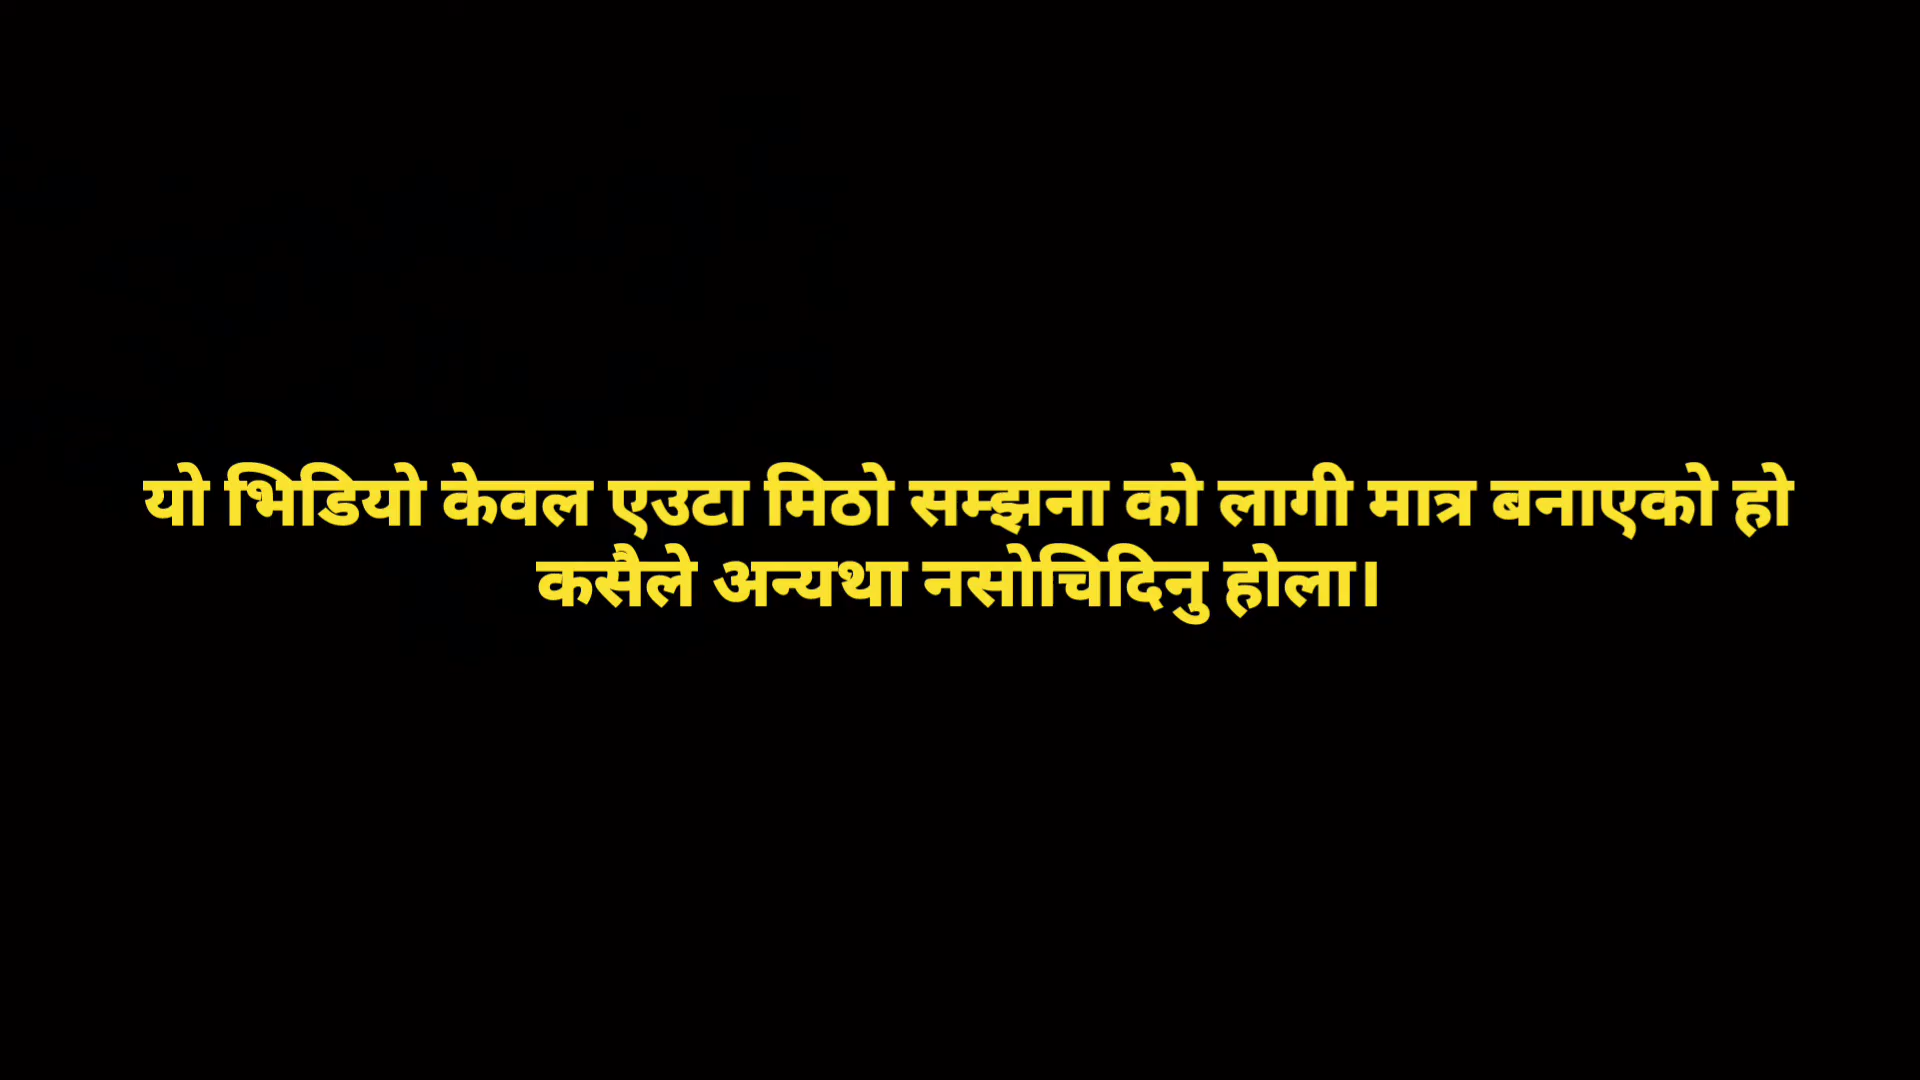 यो भिडियो केवल एउटा मिठो सम्झना को लागी मात्र बनाएको हो
कसैले अन्यथा नसोचिदिनु होला।